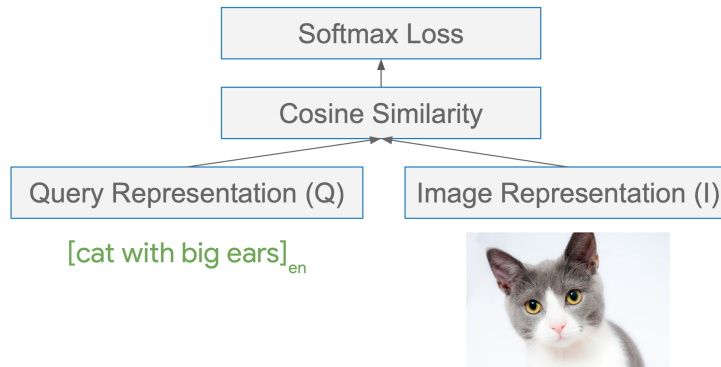 Softmax Loss
Cosine Similarity
Query Representation (Q)
Image Representation (I)
[cat with big ears]en